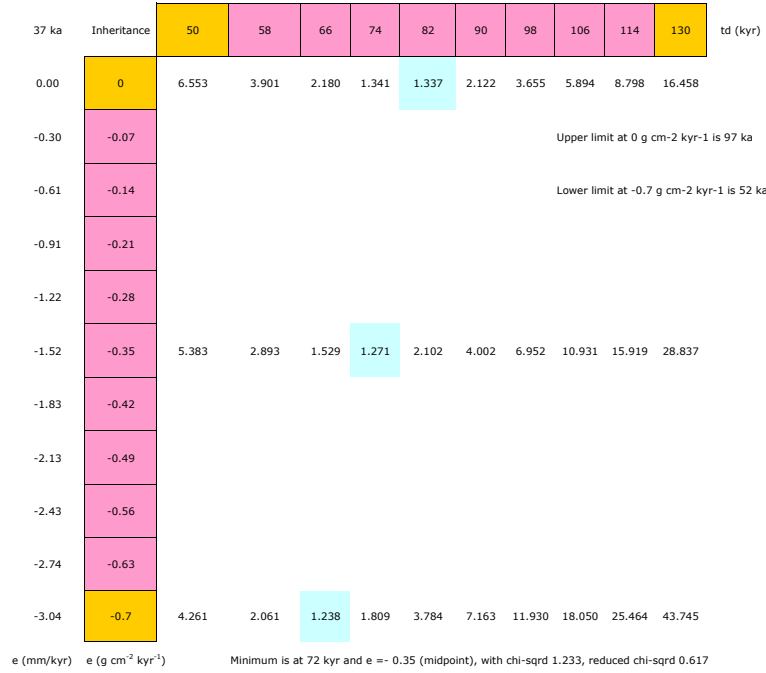 37 ka Inheritance 50 58 66 74 82 90 98 106 114 130 td (kyr)
0.00 0 6.553 3.901 2.180 1.341 1.337 2.122 3.655 5.894 8.798 16.458
-0.30 -0.07 Upper limit at 0 g cm-2 kyr-1 is 97 ka
-0.61 -0.14 Lower limit at -0.7 g cm-2 kyr-1 is 52 ka
-0.91 -0.21
-1.22 -0.28
-1.52 -0.35 5.383 2.893 1.529 1.271 2.102 4.002 6.952 10.931 15.919 28.837
-1.83 -0.42
-2.13 -0.49
-2.43 -0.56
-2.74 -0.63
-3.04 -0.7 4.261 2.061 1.238 1.809 3.784 7.163 11.930 18.050 25.464 43.745
e (mm/kyr) e (g cm⁻² kyr⁻¹) Minimum is at 72 kyr and e =- 0.35 (midpoint), with chi-sqrd 1.233, reduced chi-sqrd 0.617